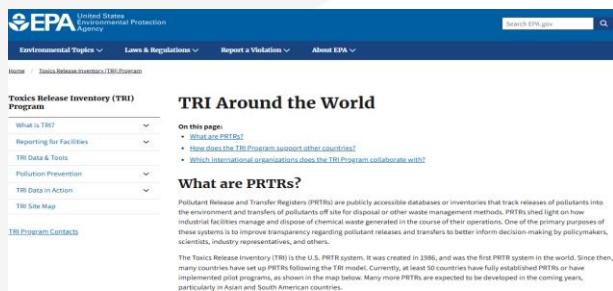 EPA United States
Environmental Protection
Agency
Search EPA.gov
Environmental Topics Laws & Regulations Report a Violation About EPA
Home / Toxics Release Inventory (TRI) Program
Toxics Release Inventory (TRI)
Program
What is TRI?
Reporting for Facilities
TRI Data & Tools
Pollution Prevention
TRI Data in Action
TRI Site Map
TRI Program Contacts
TRI Around the World
On this page:
• What are PRTRs?
• How does the TRI Program support other countries?
• Which international organizations does the TRI Program collaborate with?
What are PRTRs?
Pollutant Release and Transfer Registers (PRTRs) are publicly accessible databases or inventories that track releases of pollutants into
the environment and transfers of pollutants off site for disposal or other waste management methods. PRTRs shed light on how
industrial facilities manage and dispose of chemical waste generated in the course of their operations. One of the primary purposes of
these systems is to improve transparency regarding pollutant releases and transfers to better inform decision-making by policymakers,
scientists, industry representatives, and others.
The Toxics Release Inventory (TRI) is the U.S. PRTR system. It was created in 1986, and was the first PRTR system in the world. Since then,
many countries have set up PRTRs following the TRI model. Currently, at least 50 countries have fully established PRTRs or have
implemented pilot programs, as shown in the map below. Many more PRTRs are expected to be developed in the coming years,
particularly in Asian and South American countries.